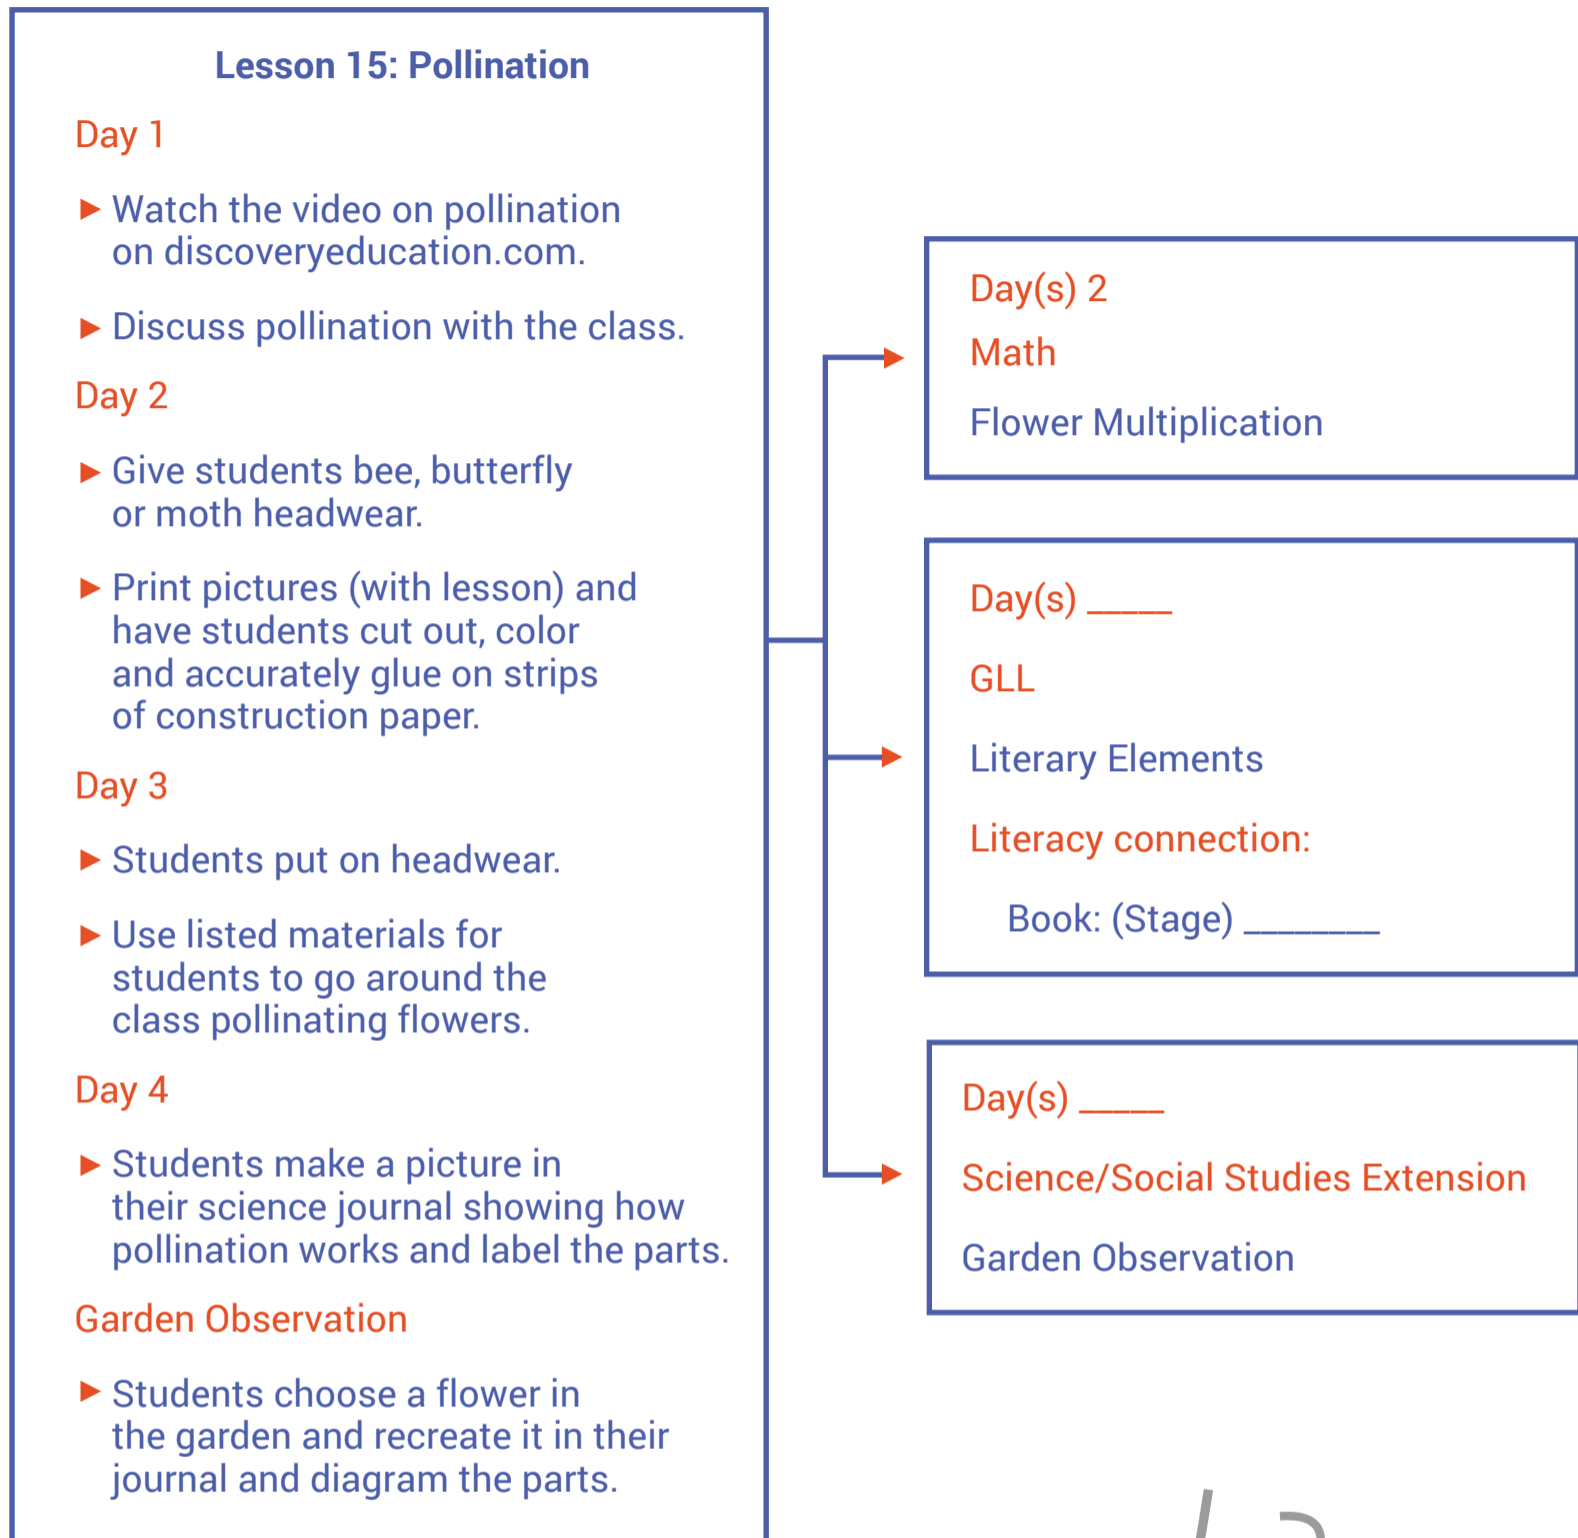 Lesson 15: Pollination
Day 1
► Watch the video on pollination
on discoveryeducation.com.
► Discuss pollination with the class.
Day 2
► Give students bee, butterfly
or moth headwear.
► Print pictures (with lesson) and
have students cut out, color
and accurately glue on strips
of construction paper.
Day 3
► Students put on headwear.
► Use listed materials for
students to go around the
class pollinating flowers.
Day 4
► Students make a picture in
their science journal showing how
pollination works and label the parts.
Garden Observation
► Students choose a flower in
the garden and recreate it in their
journal and diagram the parts.
Day(s) 2
Math
Flower Multiplication
Day(s) _____
GLL
Literary Elements
Literacy connection:
Book: (Stage) ________
Day(s) _____
Science/Social Studies Extension
Garden Observation